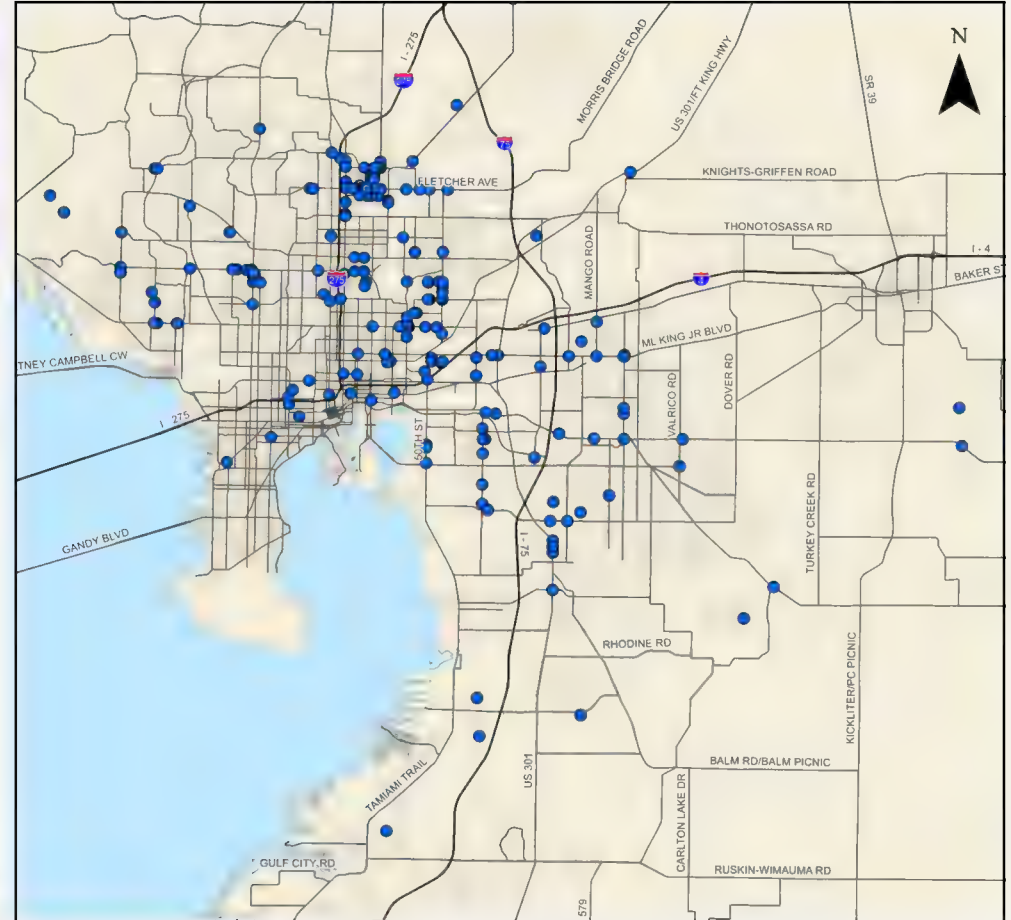 N
I - 275
MORRIS BRIDGE ROAD
US 301/FT KING HWY
SR 39
75
FLETCHER AVE
KNIGHTS-GRIFFEN ROAD
THONOTOSASSA RD
MANGO ROAD
I - 4
275
BAKER S
ML KING JR BLVD
TNEY CAMPBELL CW
VALRICO RD
DOVER RD
I - 275
50TH ST
GANDY BLVD
I - 75
TURKEY CREEK RD
RHODINE RD
KICKLITER/PC PICNIC
US 301
BALM RD/BALM PICNIC
TAMIAMI TRAIL
CARLTON LAKE DR
GULF CITY RD
RUSKIN-WIMAUMA RD
579